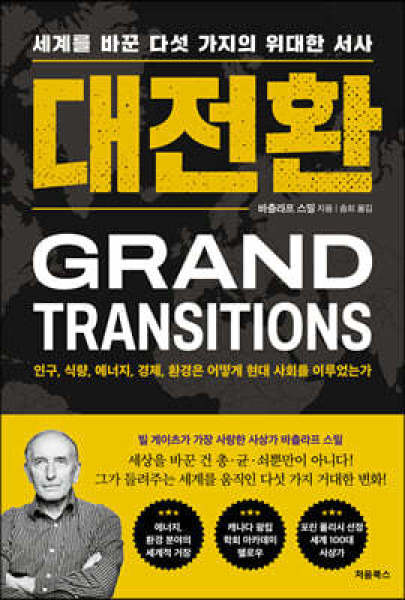 세계를 바꾼 다섯 가지의 위대한 서사
대전환
바츨라프 스밀 지음 | 솝희 옮김
GRAND
TRANSITIONS
인구, 식량, 에너지, 경제, 환경은 어떻게 현대 사회를 이루었는가
빌 게이츠가 가장 사랑한 사상가 바츨라프 스밀
세상을 바꾼 건 총·균·쇠뿐만이 아니다!
그가 들려주는 세계를 움직인 다섯 가지 거대한 변화!
에너지,
환경 분야의
세계적 거장
캐나다 왕립
학회 아카데미
펠로우
포린 폴리시 선정
세계 100대
사상가
처음북스